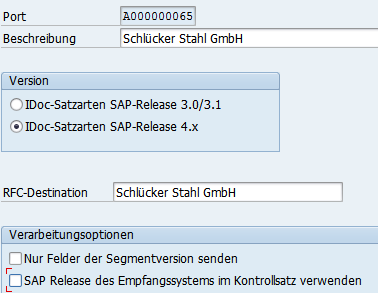 Port A000000065
Beschreibung Schlücker Stahl GmbH
Version
IDoc-Satzarten SAP-Release 3.0/3.1
IDoc-Satzarten SAP-Release 4.x
RFC-Destination Schlücker Stahl GmbH
Verarbeitungsoptionen
Nur Felder der Segmentversion senden
SAP Release des Empfangssystems im Kontrollsatz verwenden